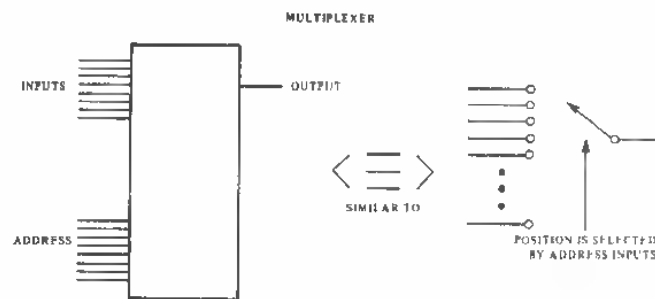 MULTIPLEXER
INPUTS
OUTPUT
ADDRESS
SIMILAR TO
POSITION IS SELECTED
BY ADDRESS INPUTS